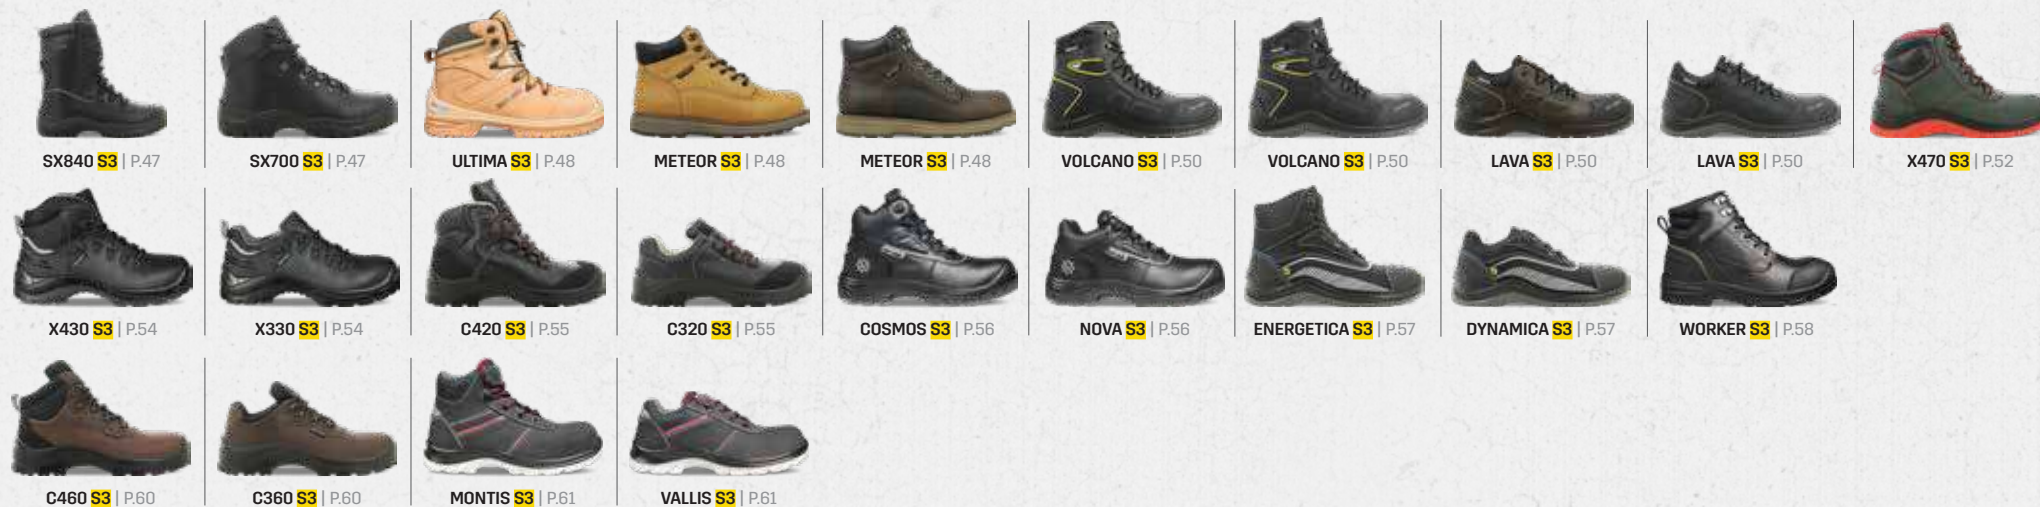 SX840 S3 | P.47
SX700 S3 | P.47
ULTIMA S3 | P.48
METEOR S3 | P.48
METEOR S3 | P.48
VOLCANO S3 | P.50
VOLCANO S3 | P.50
LAVA S3 | P.50
LAVA S3 | P.50
X470 S3 | P.52
X430 S3 | P.54
X330 S3 | P.54
C420 S3 | P.55
C320 S3 | P.55
COSMOS S3 | P.56
NOVA S3 | P.56
ENERGETICA S3 | P.57
DYNAMICA S3 | P.57
WORKER S3 | P.58
C460 S3 | P.60
C360 S3 | P.60
MONTIS S3 | P.61
VALLIS S3 | P.61